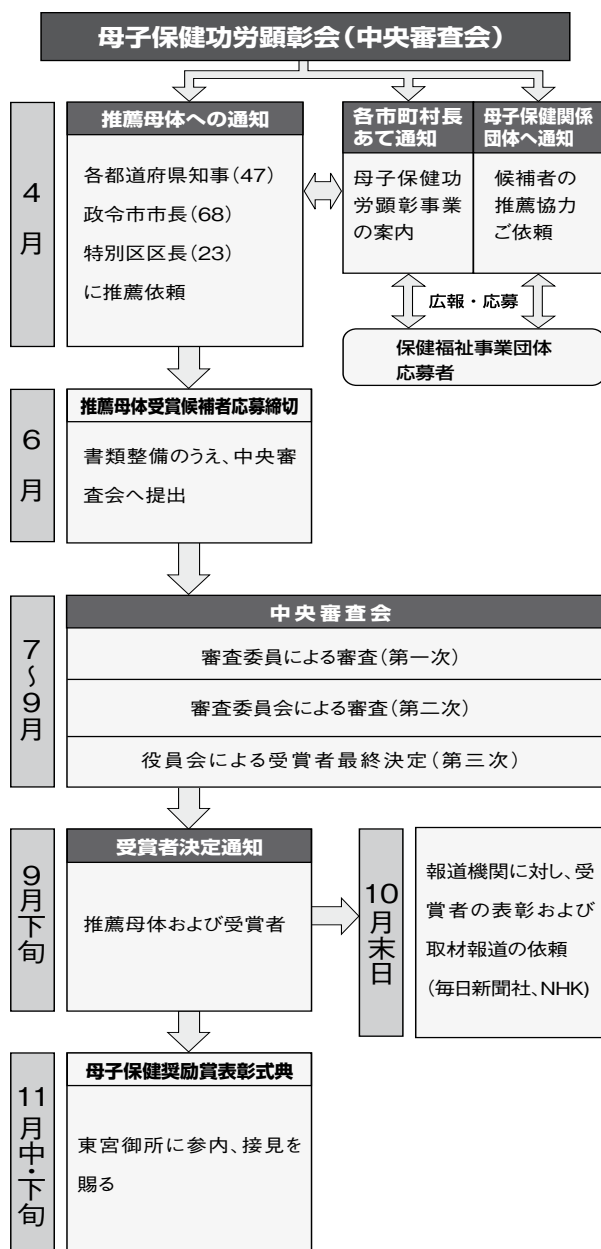 母子保健功労顕彰会(中央審査会)
4月
推薦母体への通知
各都道府県知事(47)
政令市市長(68)
特別区区長(23)
に推薦依頼
各市町村長
あて通知
母子保健功
労顕彰事業
の案内
母子保健関係
団体へ通知
候補者の
推薦協力
ご依頼
広報・応募
保健福祉事業団体
応募者
6月
推薦母体受賞候補者応募締切
書類整備のうえ、中央審
査会へ提出
7〜9月
中央審査会
審査委員による審査(第一次)
審査委員会による審査(第二次)
役員会による受賞者最終決定(第三次)
9月下旬
受賞者決定通知
推薦母体および受賞者
10月末日
報道機関に対し、受
賞者の表彰および
取材報道の依頼
(毎日新聞社、NHK)
11月中・下旬
母子保健奨励賞表彰式典
東宮御所に参内、接見を
賜る